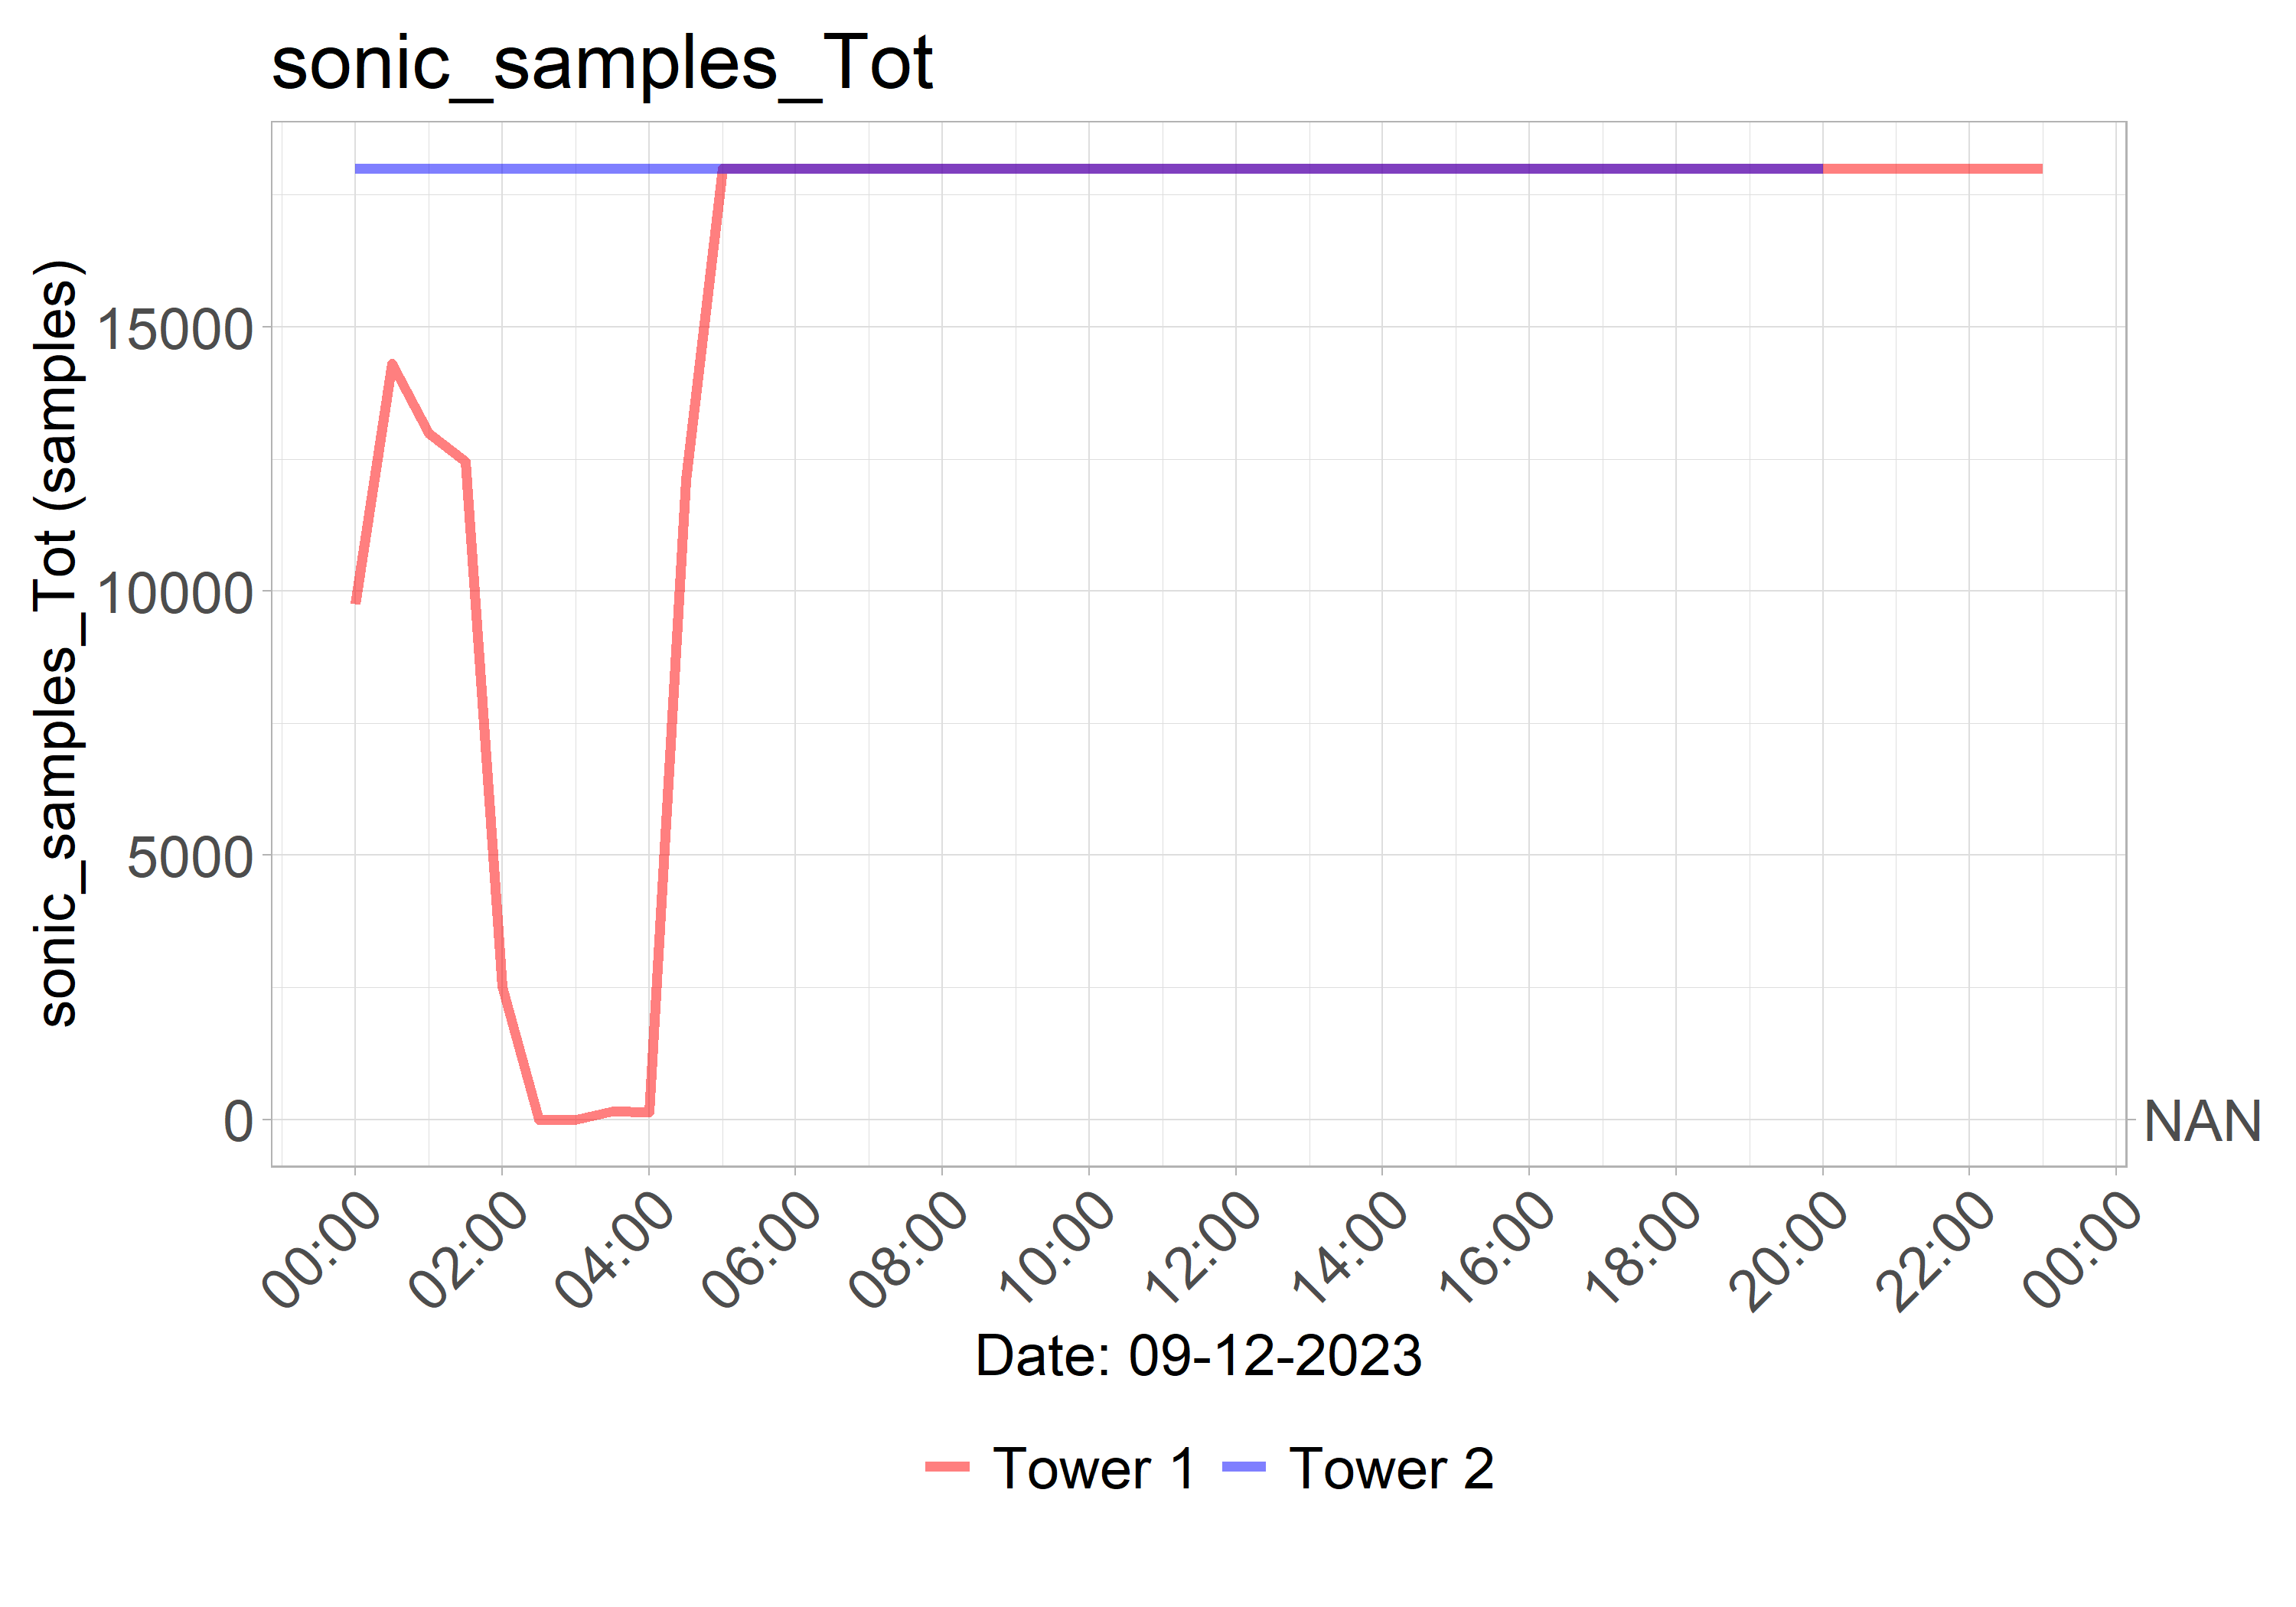 sonic_samples_Tot
sonic_samples_Tot (samples)
15000
10000
5000
0
NAN
00:00 02:00 04:00 06:00 08:00 10:00 12:00 14:00 16:00 18:00 20:00 22:00 00:00
Date: 09-12-2023
Tower 1 Tower 2